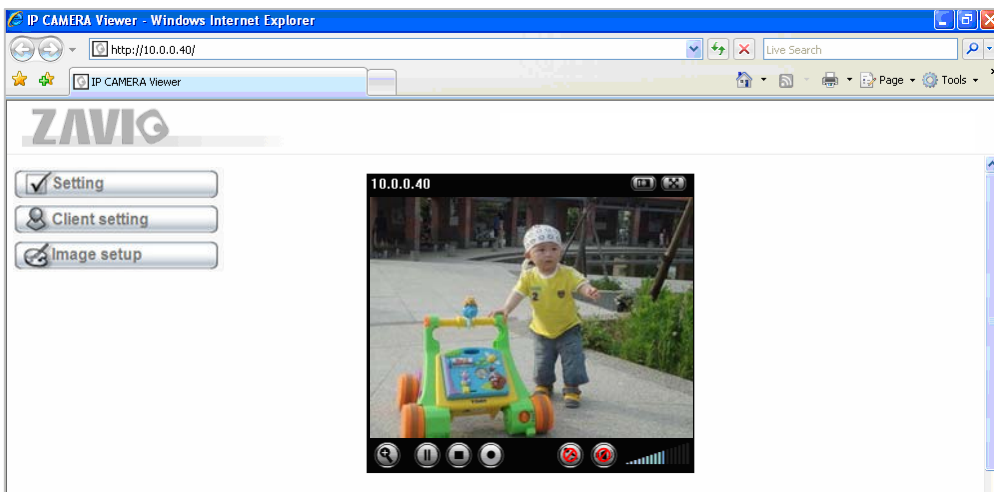 IP CAMERA Viewer - Windows Internet Explorer
http://10.0.0.40/
Live Search
IP CAMERA Viewer
Page
Tools
ZAVIO
Setting
Client setting
Image setup
10.0.0.40
2